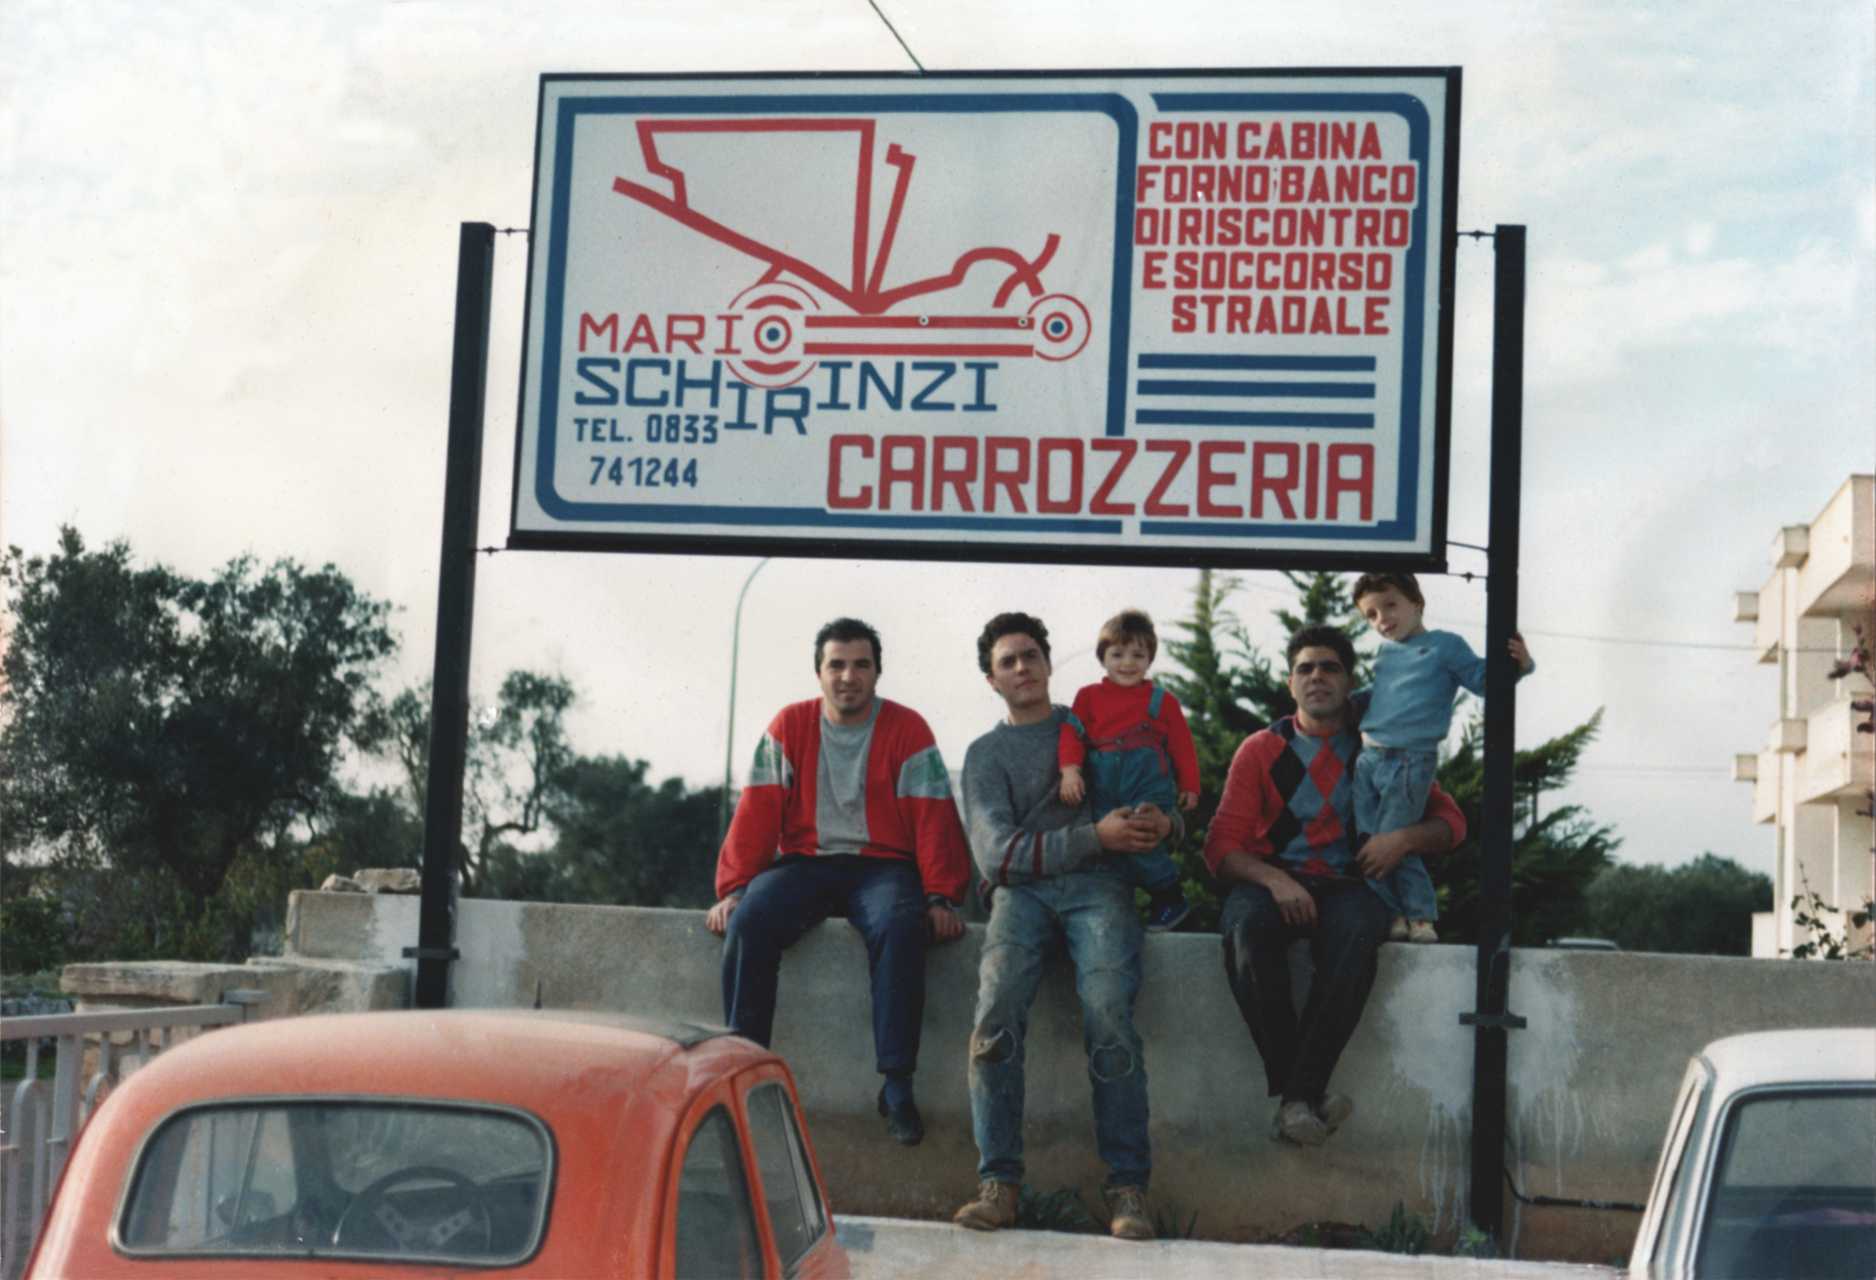 MARIO
SCHIRINZI
TEL. 0833
741244
CON CABINA
FORNO BANCO
DI RISCONTRO
E SOCCORSO
STRADALE
CARROZZERIA